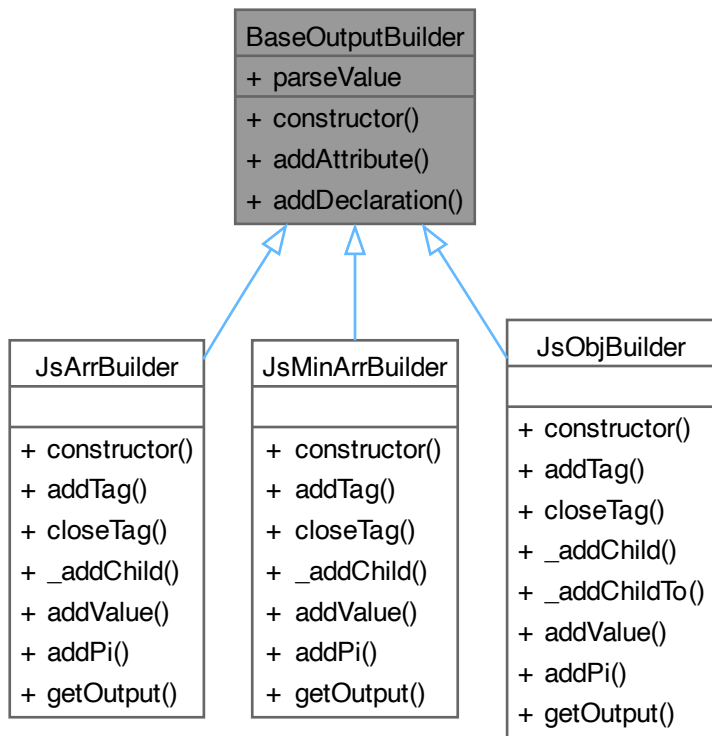 BaseOutputBuilder
+ parseValue
+ constructor()
+ addAttribute()
+ addDeclaration()
JsArrBuilder
+ constructor()
+ addTag()
+ closeTag()
+ _addChild()
+ addValue()
+ addPi()
+ getOutput()
JsMinArrBuilder
+ constructor()
+ addTag()
+ closeTag()
+ _addChild()
+ addValue()
+ addPi()
+ getOutput()
JsObjBuilder
+ constructor()
+ addTag()
+ closeTag()
+ _addChild()
+ _addChildTo()
+ addValue()
+ addPi()
+ getOutput()